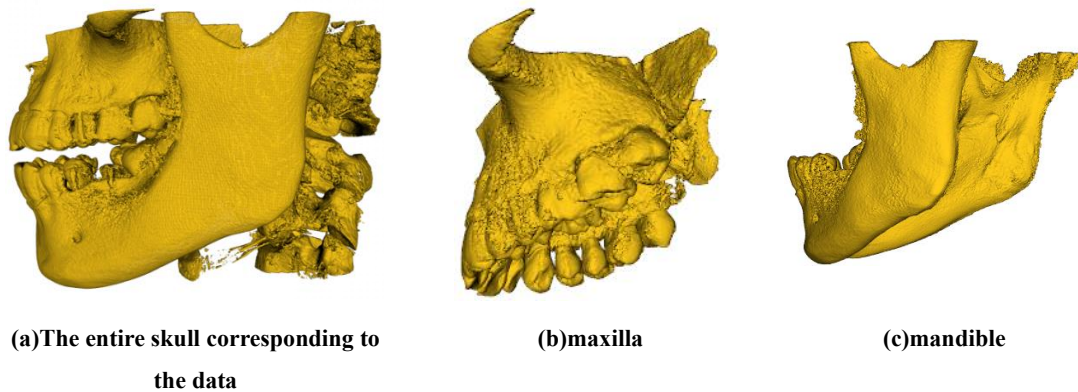 (a)The entire skull corresponding to
the data
(b)maxilla
(c)mandible